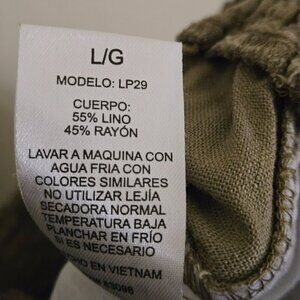 L/G
MODELO: LP29
CUERPO:
55% LINO
45% RAYÓN
LAVAR A MAQUINA CON
AGUA FRIA CON
COLORES SIMILARES
NO UTILIZAR LEJÍA
SECADORA NORMAL
TEMPERATURA BAJA
PLANCHAR EN FRÍO
SI ES NECESARIO
EN VIETNAM